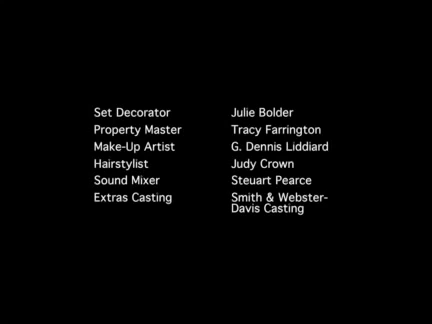 Set Decorator Julie Bolder
Property Master Tracy Farrington
Make-Up Artist G. Dennis Liddiard
Hairstylist Judy Crown
Sound Mixer Steuart Pearce
Extras Casting Smith & Webster-
Davis Casting